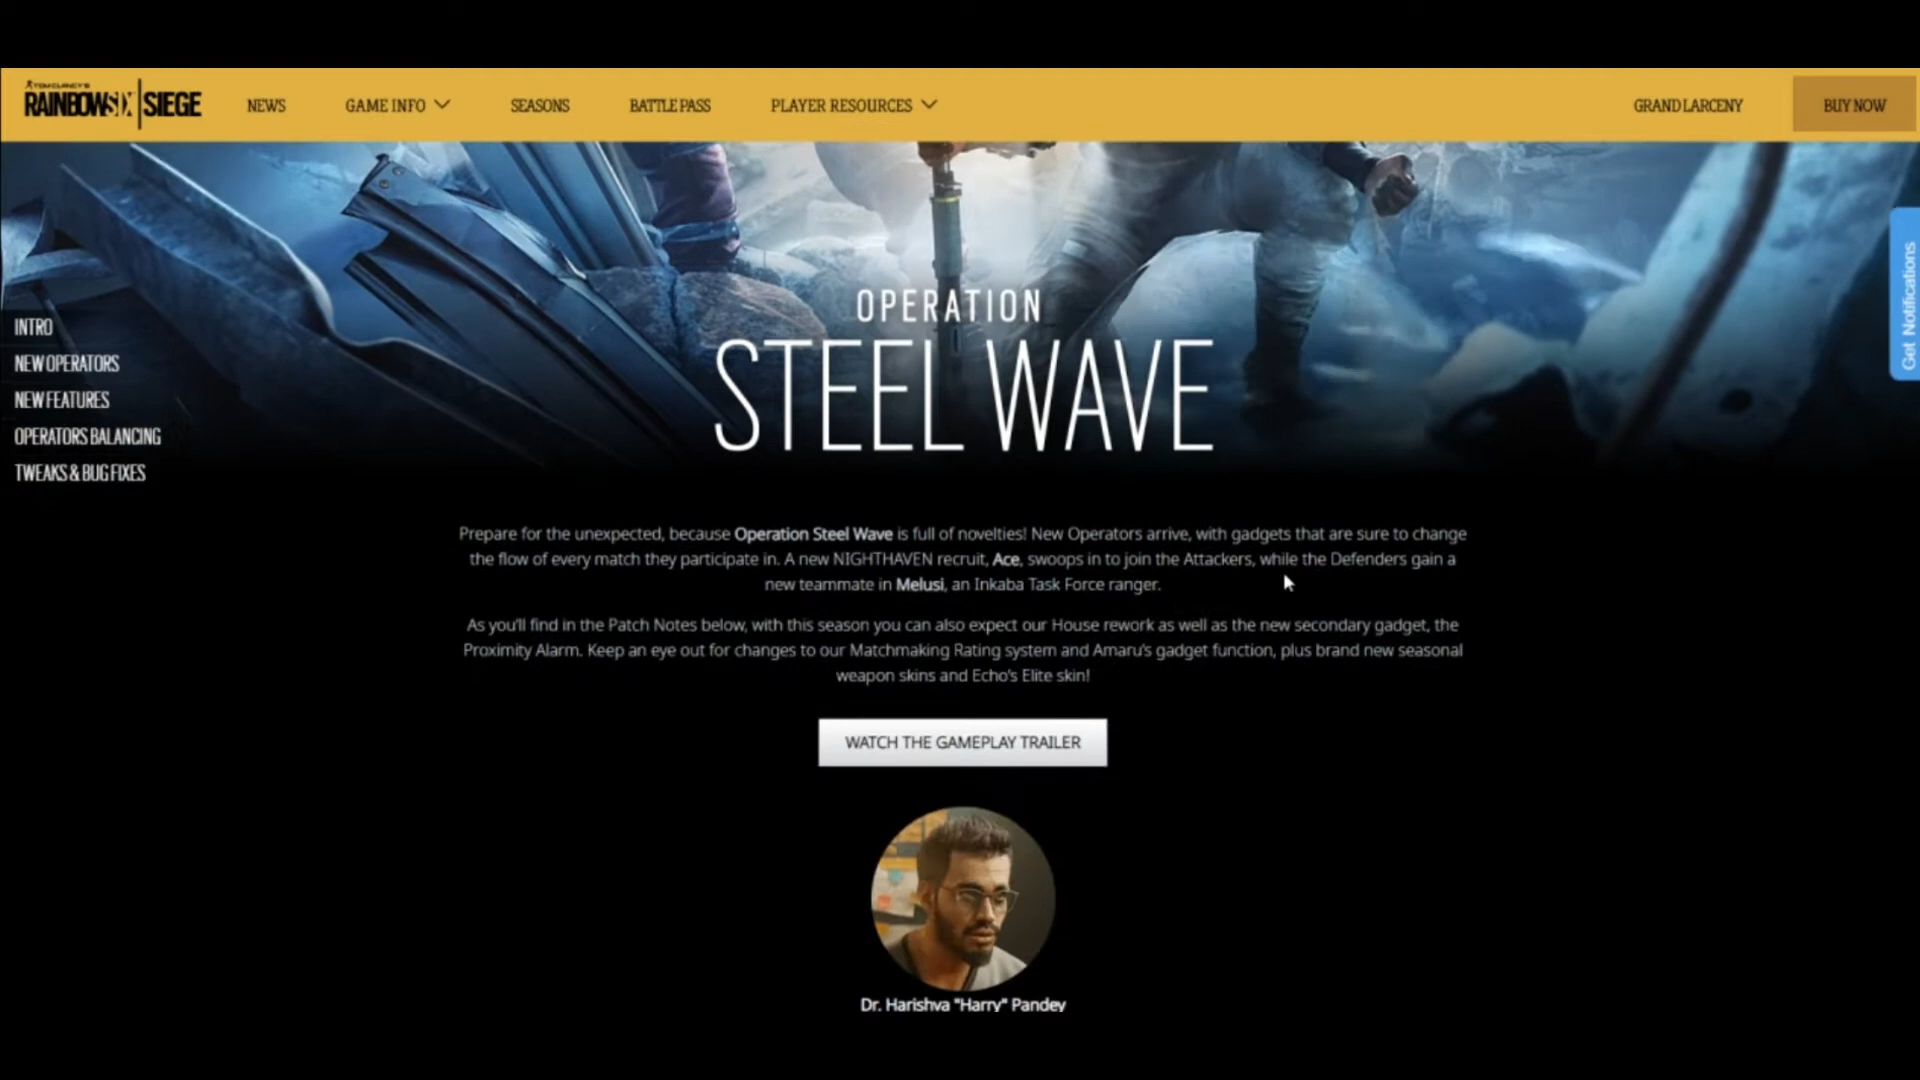 TOM CLANCY'S
RAINBOWSIX | SIEGE
NEWS
GAME INFO
SEASONS
BATTLE PASS
PLAYER RESOURCES
GRAND LARCENY
BUY NOW
Get Notifications
INTRO
NEW OPERATORS
NEW FEATURES
OPERATORS BALANCING
TWEAKS & BUG FIXES
OPERATION
STEEL WAVE
Prepare for the unexpected, because Operation Steel Wave is full of novelties! New Operators arrive, with gadgets that are sure to change
the flow of every match they participate in. A new NIGHTHAVEN recruit, Ace, swoops in to join the Attackers, while the Defenders gain a
new teammate in Melusi, an Inkaba Task Force ranger.
As you'll find in the Patch Notes below, with this season you can also expect our House rework as well as the new secondary gadget, the
Proximity Alarm. Keep an eye out for changes to our Matchmaking Rating system and Amaru's gadget function, plus brand new seasonal
weapon skins and Echo's Elite skin!
WATCH THE GAMEPLAY TRAILER
Dr. Harishva "Harry" Pandey